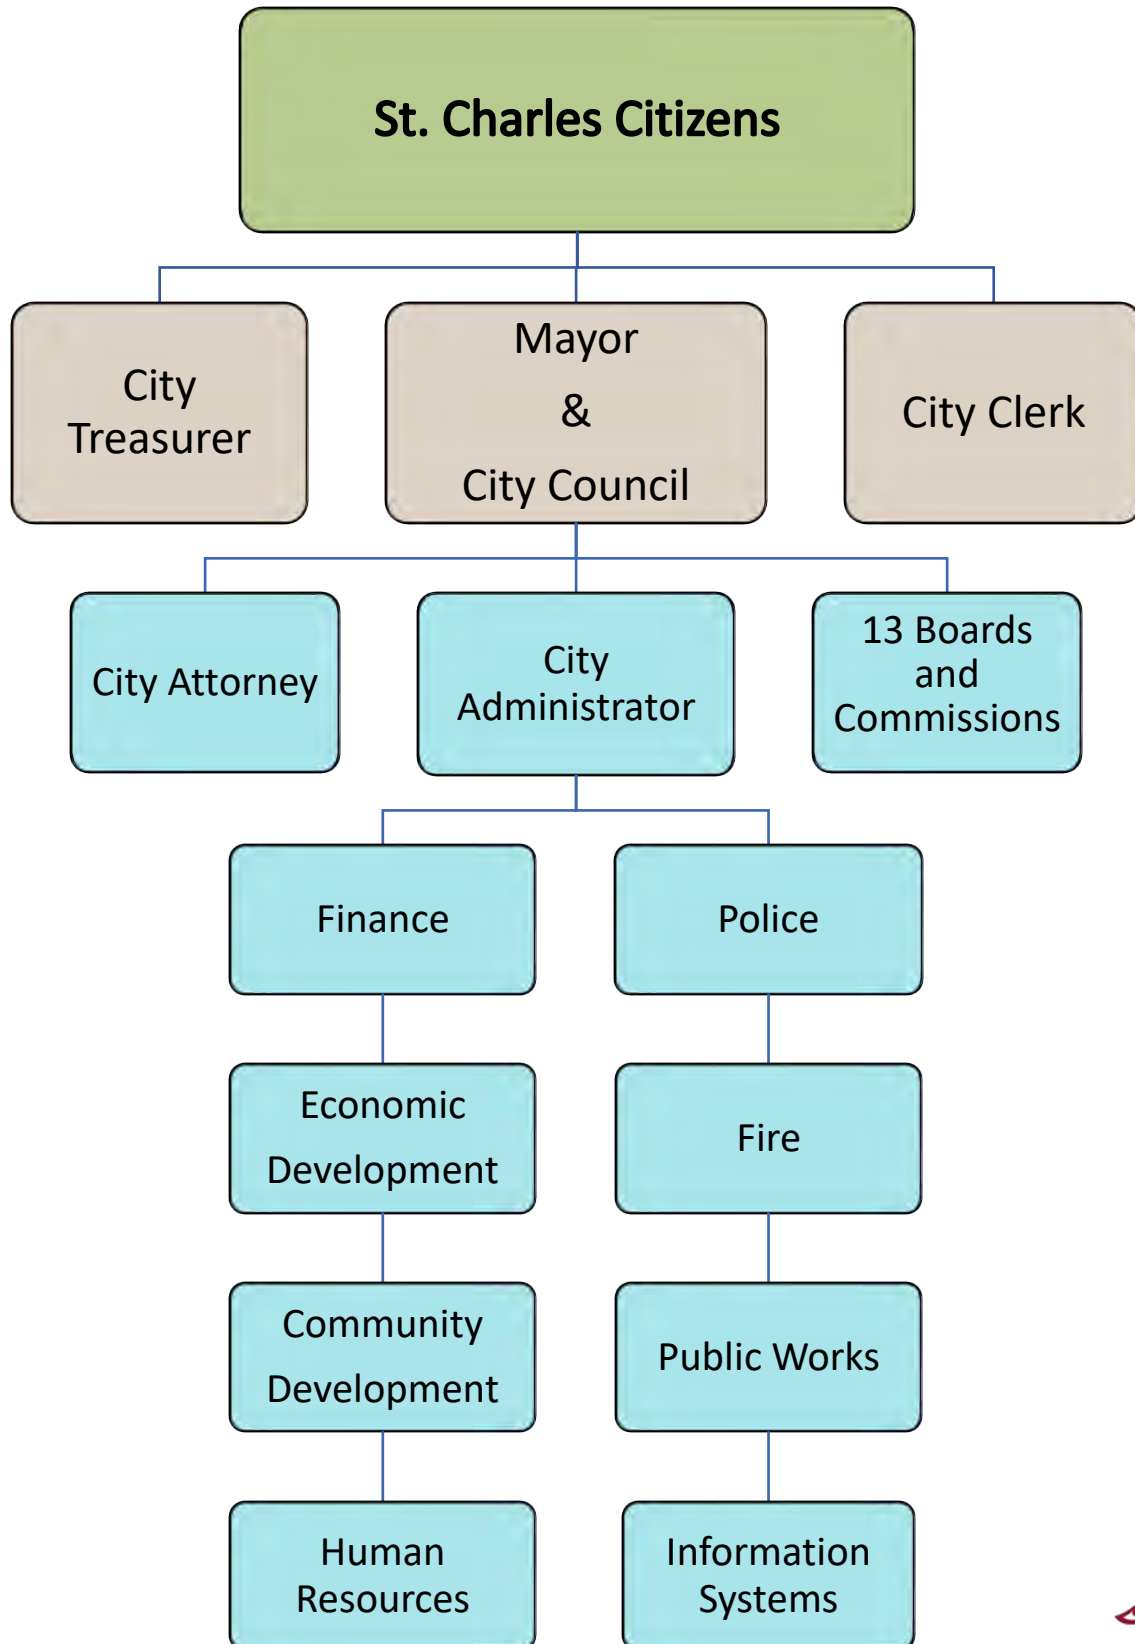 St. Charles Citizens
City
Treasurer
Mayor
&
City Council
City Clerk
City Attorney
City
Administrator
13 Boards
and
Commissions
Finance
Police
Economic
Development
Fire
Community
Development
Public Works
Human
Resources
Information
Systems